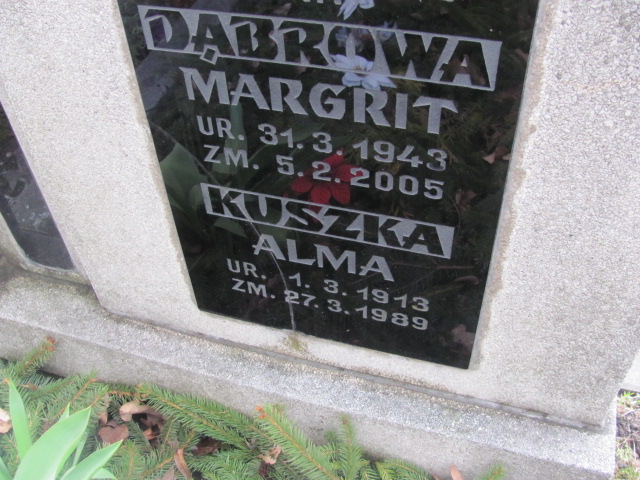 DĄBROWA
MARGRIT
UR. 31.3.1943
ZM. 5.2.2005
KUSZKA
ALMA
UR. 1.3.1913
ZM. 27.3.1989